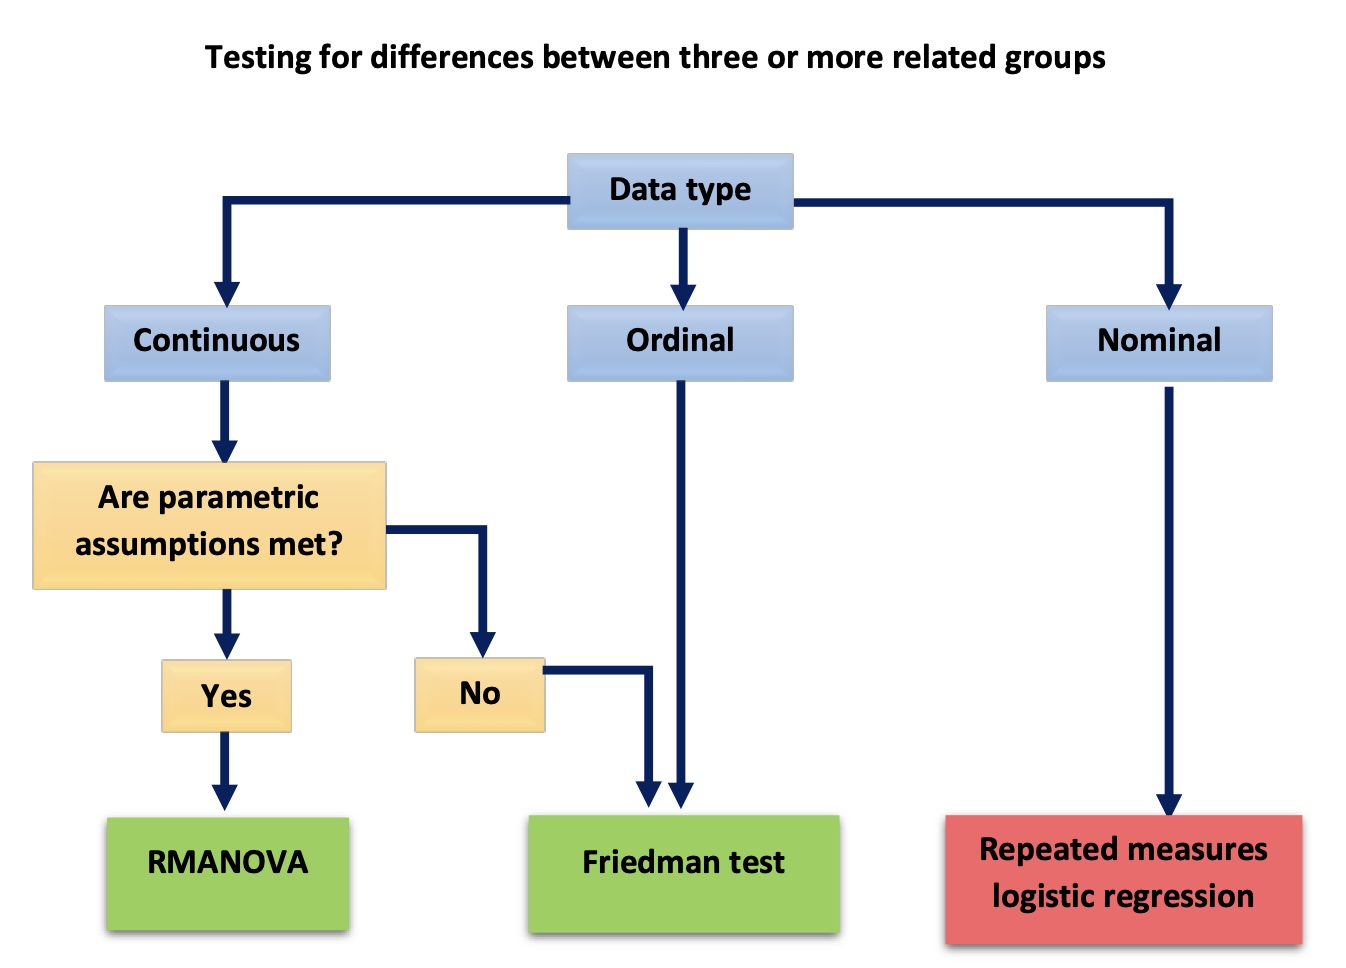 Testing for differences between three or more related groups
Data type
Continuous
Ordinal
Nominal
Are parametric
assumptions met?
Yes
No
RMANOVA
Friedman test
Repeated measures
logistic regression